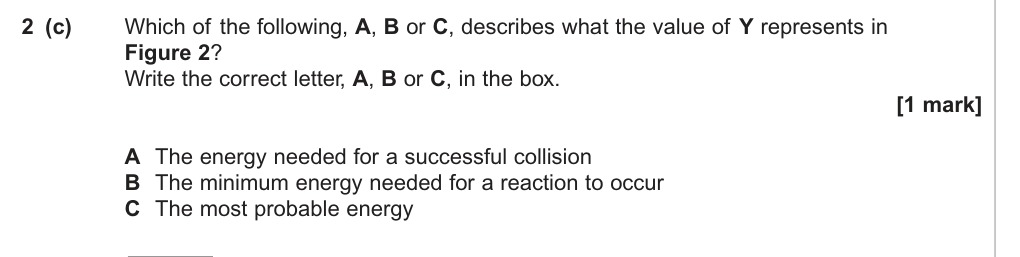 2 (c) Which of the following, A, B or C, describes what the value of Y represents in
Figure 2?
Write the correct letter, A, B or C, in the box.
[1 mark]
A The energy needed for a successful collision
B The minimum energy needed for a reaction to occur
C The most probable energy